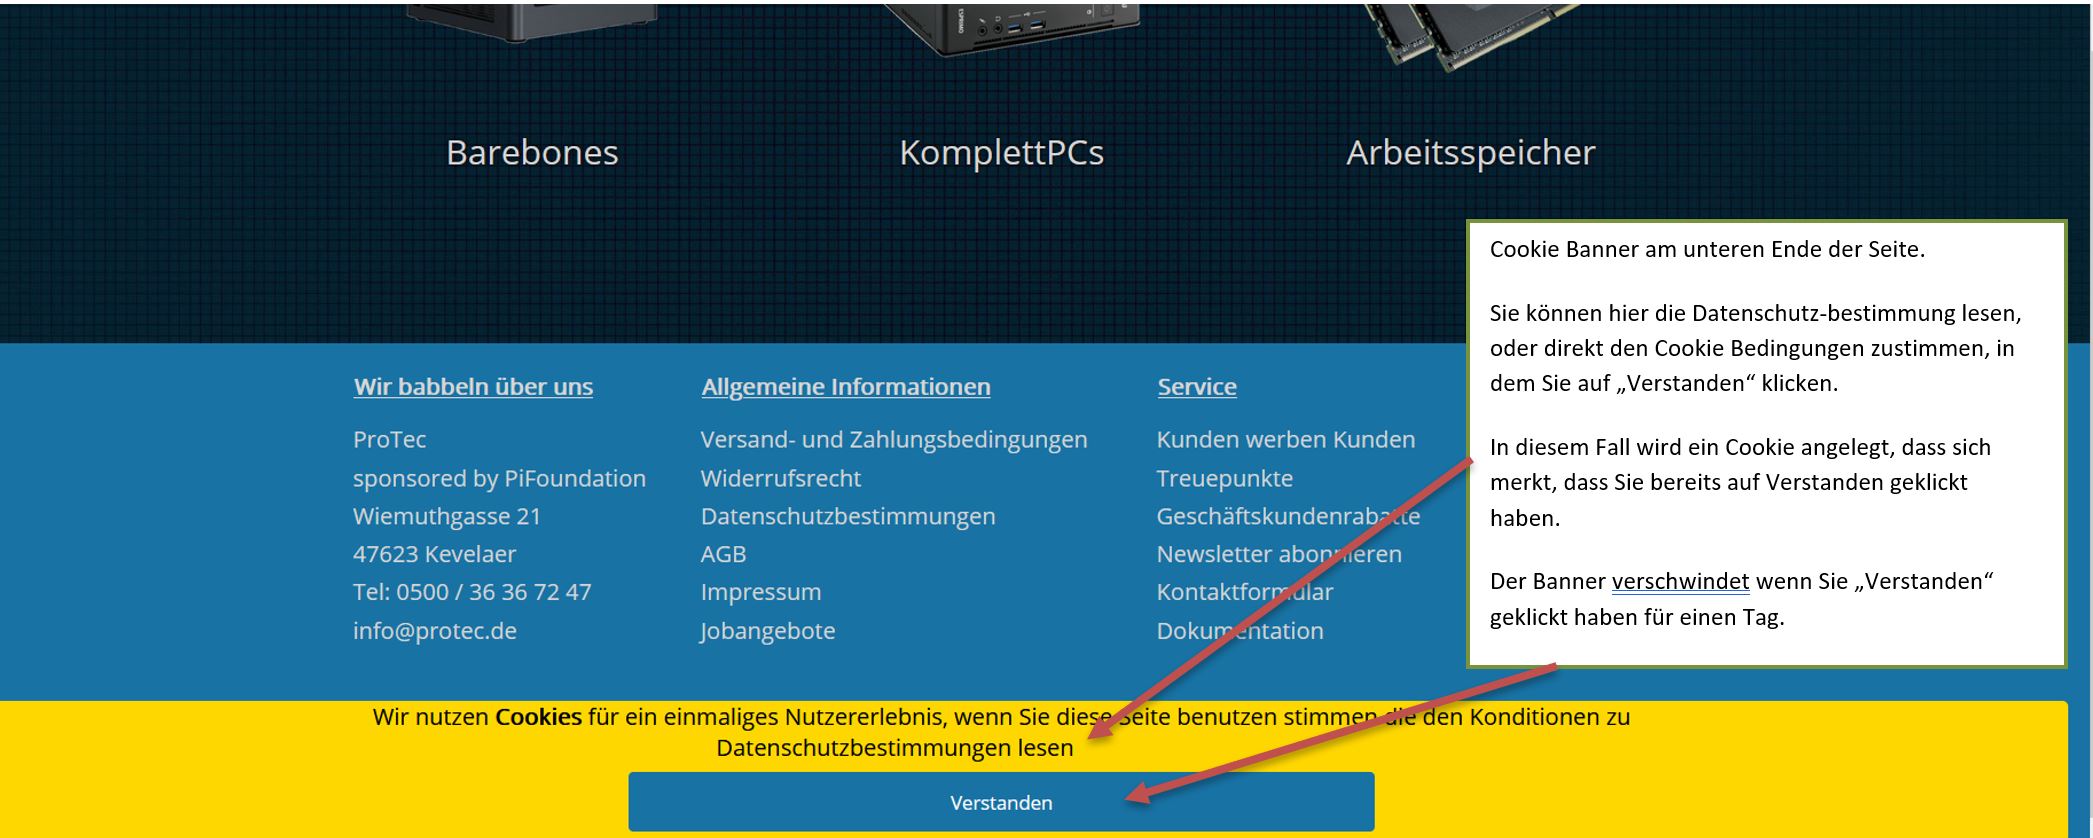 ESPRIMO
Barebones
KomplettPCs
Arbeitsspeicher
Cookie Banner am unteren Ende der Seite.
Sie können hier die Datenschutz-bestimmung lesen,
oder direkt den Cookie Bedingungen zustimmen, in
dem Sie auf „Verstanden“ klicken.
In diesem Fall wird ein Cookie angelegt, dass sich
merkt, dass Sie bereits auf Verstanden geklickt
haben.
Der Banner verschwindet wenn Sie „Verstanden“
geklickt haben für einen Tag.
Wir babbeln über uns
ProTec
sponsored by PiFoundation
Wiemuthgasse 21
47623 Kevelaer
Tel: 0500 / 36 36 72 47
info@protec.de
Allgemeine Informationen
Versand- und Zahlungsbedingungen
Widerrufsrecht
Datenschutzbestimmungen
AGB
Impressum
Jobangebote
Service
Kunden werben Kunden
Treuepunkte
Geschäftskundenrabatte
Newsletter abonnieren
Kontaktformular
Dokumentation
Wir nutzen Cookies für ein einmaliges Nutzererlebnis, wenn Sie diese Seite benutzen stimmen die den Konditionen zu
Datenschutzbestimmungen lesen
Verstanden